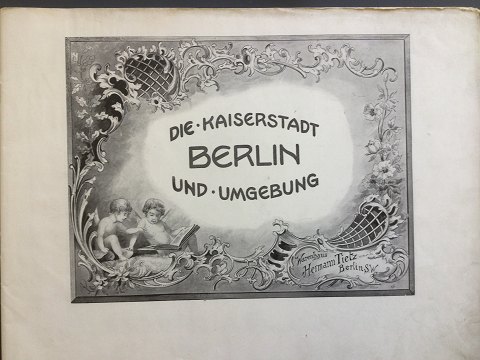 DIE·KAISERSTADT
BERLIN
UND·UMGEBUNG
Warenhaus
Hermann Tietz
Berlin S.W.